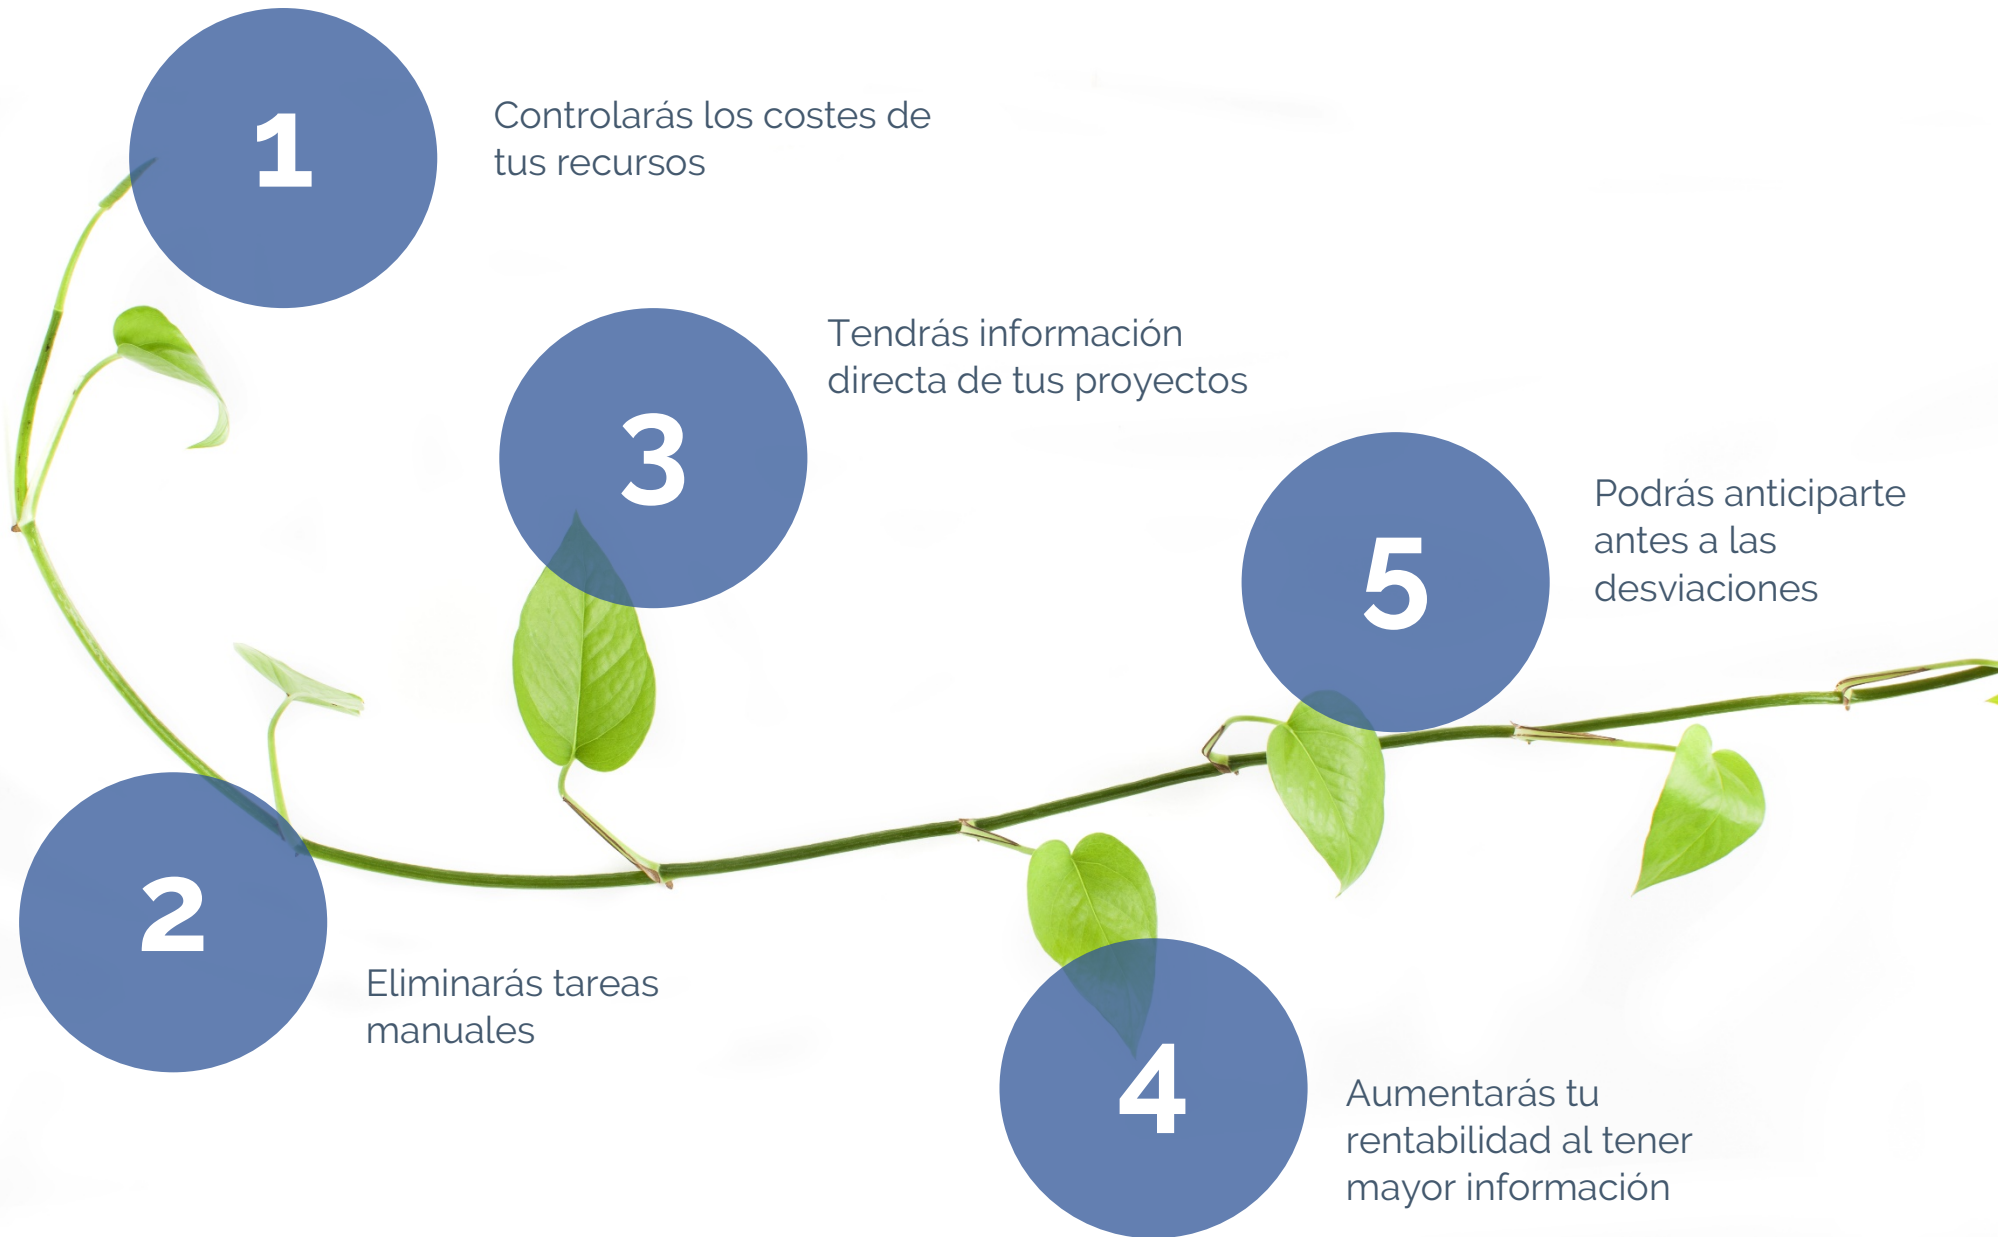 1
Controlarás los costes de
tus recursos
2
Eliminarás tareas
manuales
3
Tendrás información
directa de tus proyectos
4
Aumentarás tu
rentabilidad al tener
mayor información
5
Podrás anticiparte
antes a las
desviaciones